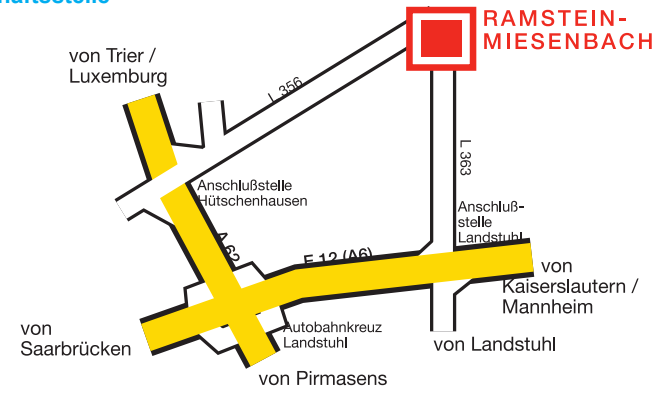 haftsstelle
RAMSTEIN-
MIESENBACH
von Trier /
Luxemburg
L 356
L 363
Anschlußstelle
Hütschenhausen
Anschluß-
stelle
Landstuhl
A 62
E 12 (A6)
von
Kaiserslautern /
Mannheim
von
Saarbrücken
Autobahnkreuz
Landstuhl
von Landstuhl
von Pirmasens